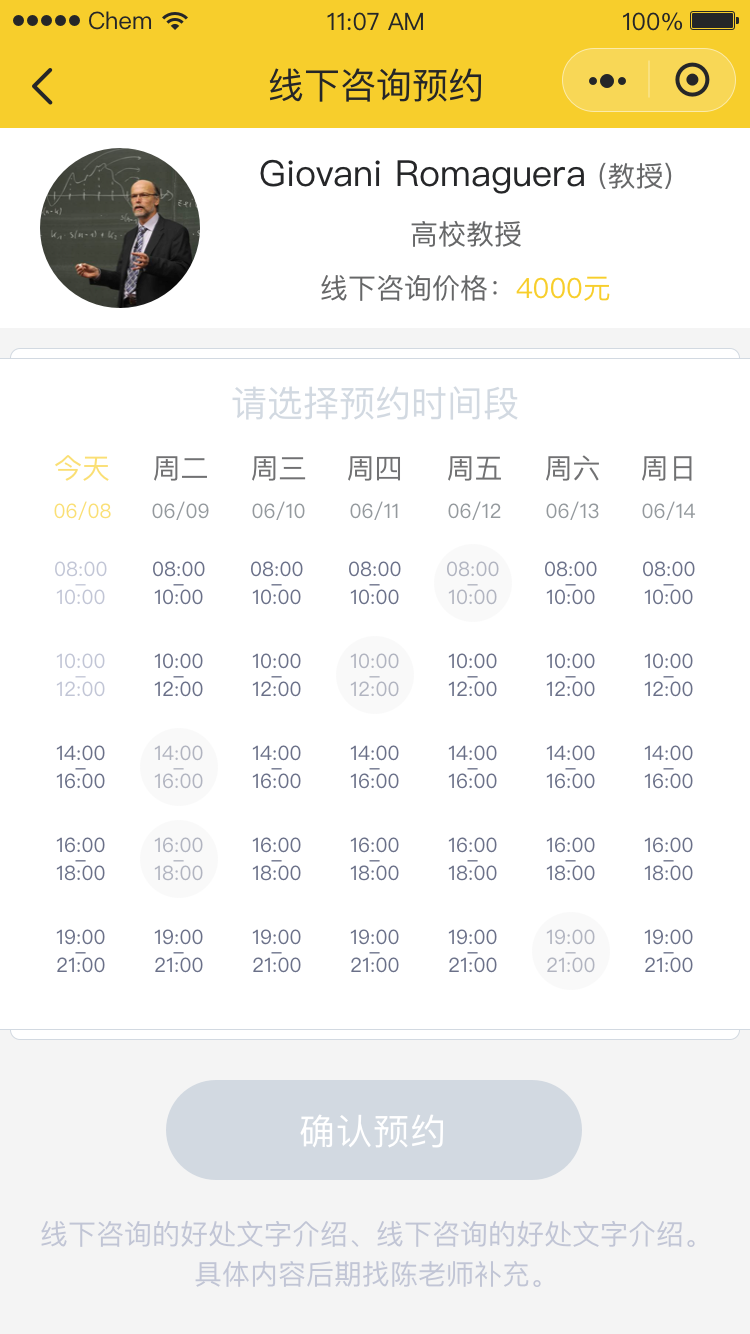 Chem 11:07 AM 100%
线下咨询预约
Giovani Romaguera (教授)
高校教授
线下咨询价格：4000元
请选择预约时间段
今天 周二 周三 周四 周五 周六 周日
06/08 06/09 06/10 06/11 06/12 06/13 06/14
08:00 08:00 08:00 08:00 08:00 08:00 08:00
– – – – – – –
10:00 10:00 10:00 10:00 10:00 10:00 10:00
10:00 10:00 10:00 10:00 10:00 10:00 10:00
– – – – – – –
12:00 12:00 12:00 12:00 12:00 12:00 12:00
14:00 14:00 14:00 14:00 14:00 14:00 14:00
– – – – – – –
16:00 16:00 16:00 16:00 16:00 16:00 16:00
16:00 16:00 16:00 16:00 16:00 16:00 16:00
– – – – – – –
18:00 18:00 18:00 18:00 18:00 18:00 18:00
19:00 19:00 19:00 19:00 19:00 19:00 19:00
– – – – – – –
21:00 21:00 21:00 21:00 21:00 21:00 21:00
确认预约
线下咨询的好处文字介绍、线下咨询的好处文字介绍。
具体内容后期找陈老师补充。